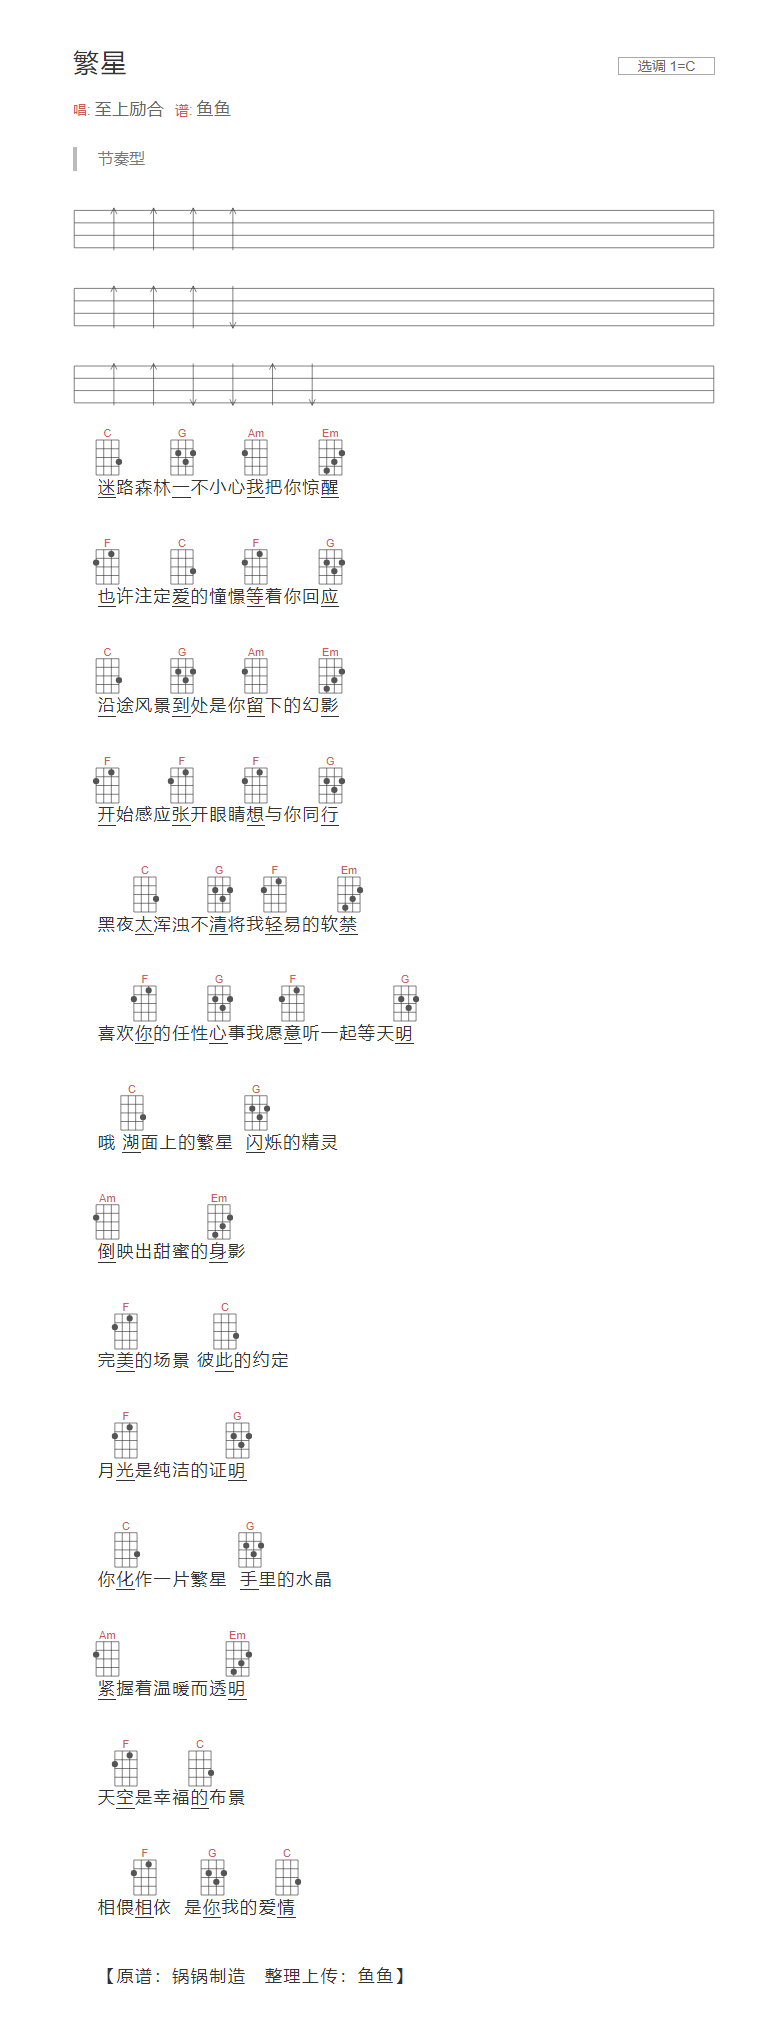 繁星
选调 1=C
唱: 至上励合 谱: 鱼鱼
节奏型
C G Am Em
迷路森林一不小心我把你惊醒
F C F G
也许注定爱的憧憬等着你回应
C G Am Em
沿途风景到处是你留下的幻影
F F F G
开始感应张开眼睛想与你同行
C G F Em
黑夜太浑浊不清将我轻易的软禁
F G F G
喜欢你的任性心事我愿意听一起等天明
C G
哦 湖面上的繁星 闪烁的精灵
Am Em
倒映出甜蜜的身影
F C
完美的场景 彼此的约定
F G
月光是纯洁的证明
C G
你化作一片繁星 手里的水晶
Am Em
紧握着温暖而透明
F C
天空是幸福的布景
F G C
相偎相依 是你我的爱情
【原谱：锅锅制造 整理上传：鱼鱼】